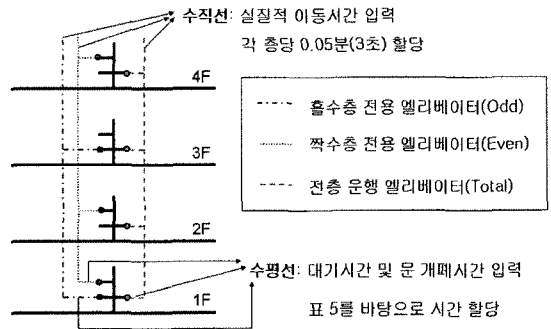 수직선: 실질적 이동시간 입력
각 층당 0.05분(3초) 할당
4F
홀수층 전용 엘리베이터(Odd)
3F
짝수층 전용 엘리베이터(Even)
전층 운행 엘리베이터(Total)
2F
수평선: 대기시간 및 문 개폐시간 입력
1F
표 5를 바탕으로 시간 할당